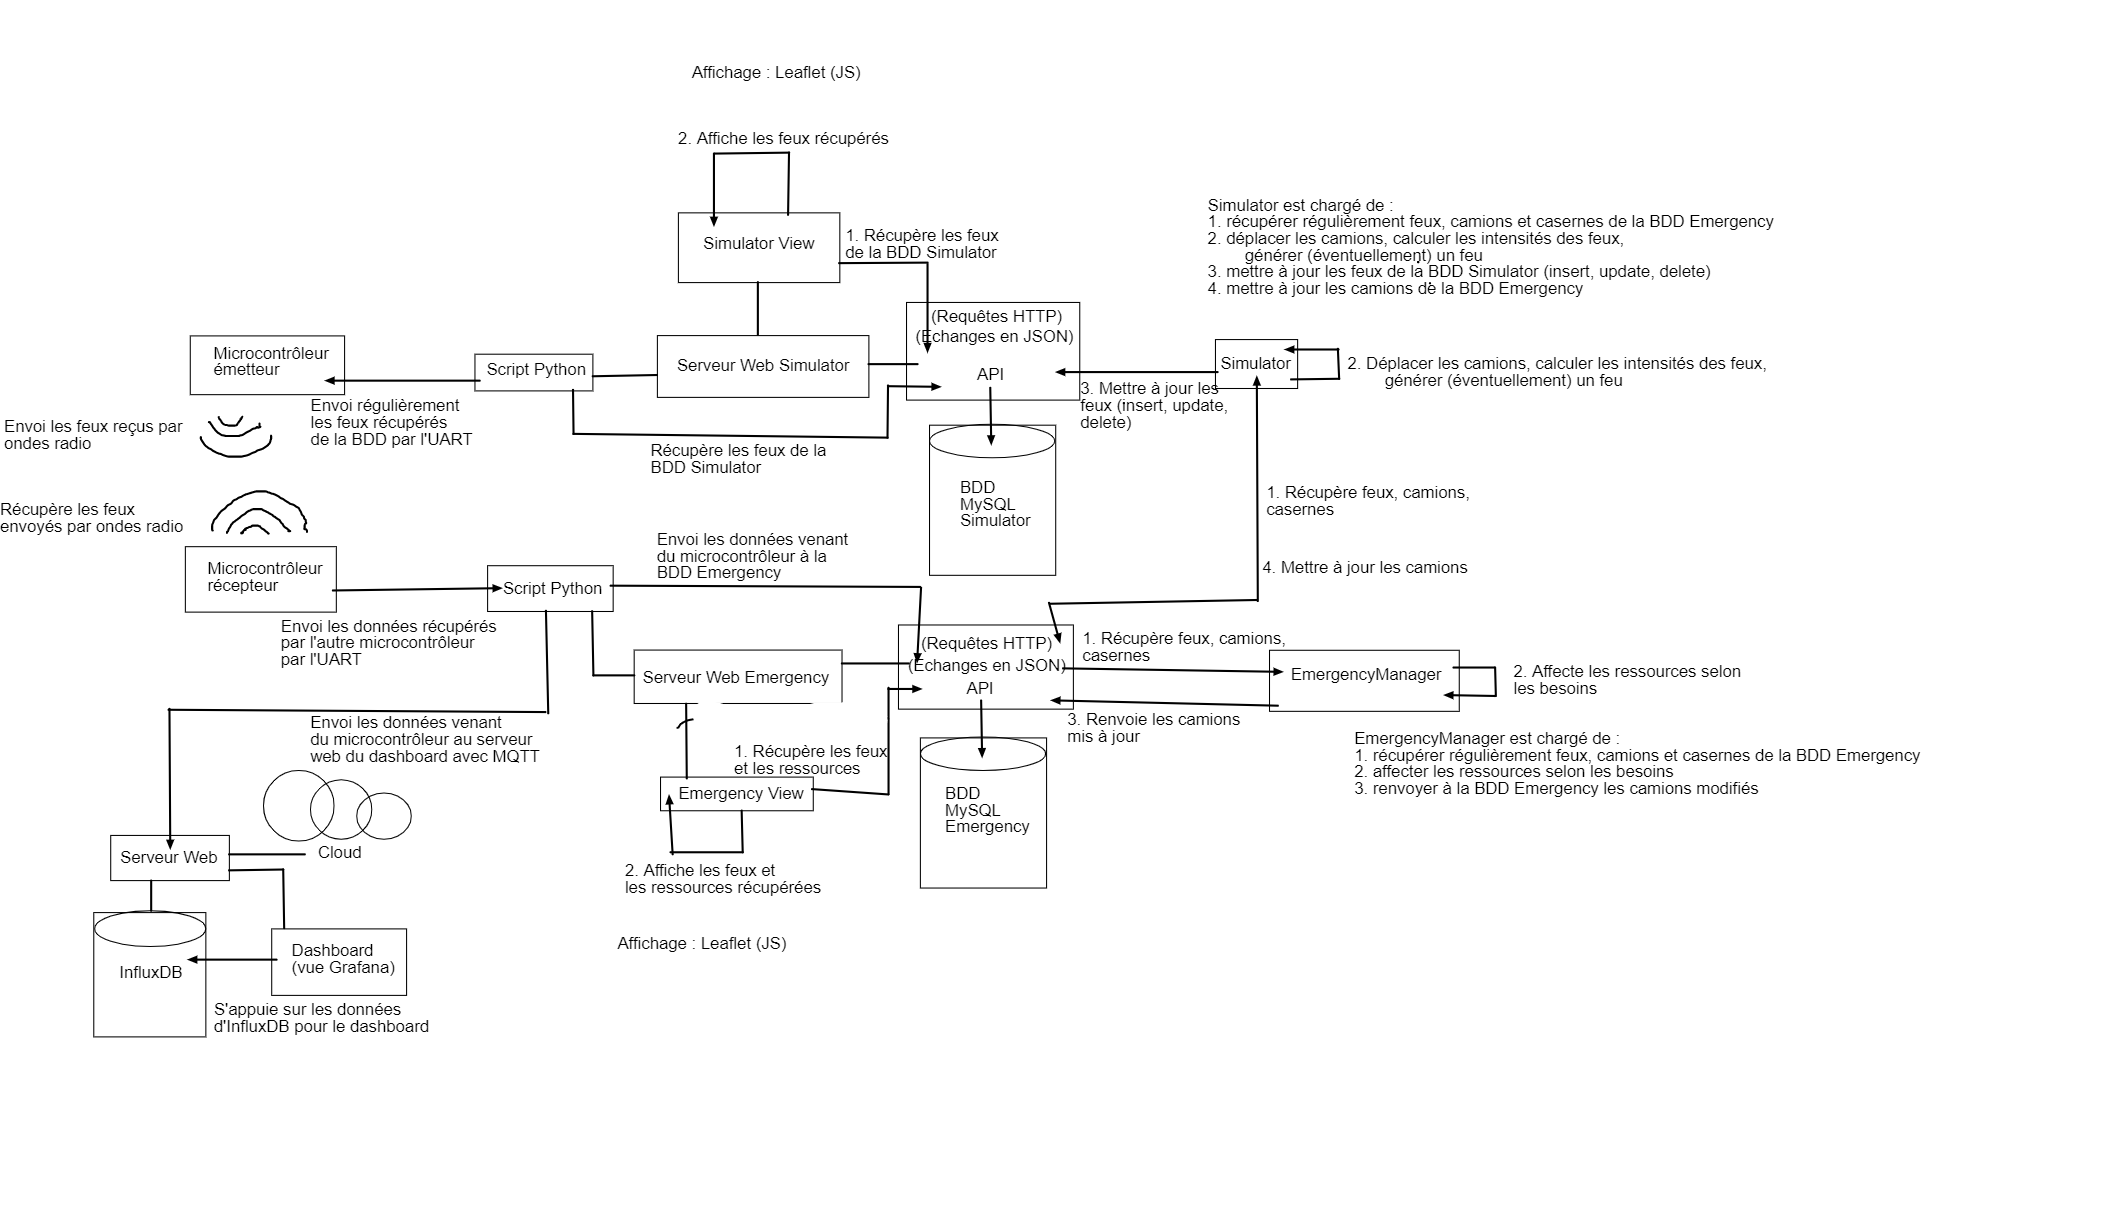 Affichage : Leaflet (JS)
2. Affiche les feux récupérés
Simulator View
1. Récupère les feux
de la BDD Simulator
Simulator est chargé de :
1. récupérer régulièrement feux, camions et casernes de la BDD Emergency
2. déplacer les camions, calculer les intensités des feux,
générer (éventuellement) un feu
3. mettre à jour les feux de la BDD Simulator (insert, update, delete)
4. mettre à jour les camions de la BDD Emergency
(Requêtes HTTP)
(Echanges en JSON)
API
Microcontrôleur
émetteur
Script Python
Serveur Web Simulator
Simulator
2. Déplacer les camions, calculer les intensités des feux,
générer (éventuellement) un feu
3. Mettre à jour les
feux (insert, update,
delete)
Envoi régulièrement
les feux récupérés
de la BDD par l'UART
Envoi les feux reçus par
ondes radio
Récupère les feux de la
BDD Simulator
BDD
MySQL
Simulator
1. Récupère feux, camions,
casernes
4. Mettre à jour les camions
Récupère les feux
envoyés par ondes radio
Microcontrôleur
récepteur
Script Python
Envoi les données venant
du microcontrôleur à la
BDD Emergency
Envoi les données récupérés
par l'autre microcontrôleur
par l'UART
Serveur Web Emergency
(Requêtes HTTP)
(Echanges en JSON)
API
1. Récupère feux, camions,
casernes
EmergencyManager
2. Affecte les ressources selon
les besoins
3. Renvoie les camions
mis à jour
EmergencyManager est chargé de :
1. récupérer régulièrement feux, camions et casernes de la BDD Emergency
2. affecter les ressources selon les besoins
3. renvoyer à la BDD Emergency les camions modifiés
Envoi les données venant
du microcontrôleur au serveur
web du dashboard avec MQTT
1. Récupère les feux
et les ressources
Emergency View
BDD
MySQL
Emergency
Serveur Web
Cloud
2. Affiche les feux et
les ressources récupérées
Affichage : Leaflet (JS)
InfluxDB
Dashboard
(vue Grafana)
S'appuie sur les données
d'InfluxDB pour le dashboard